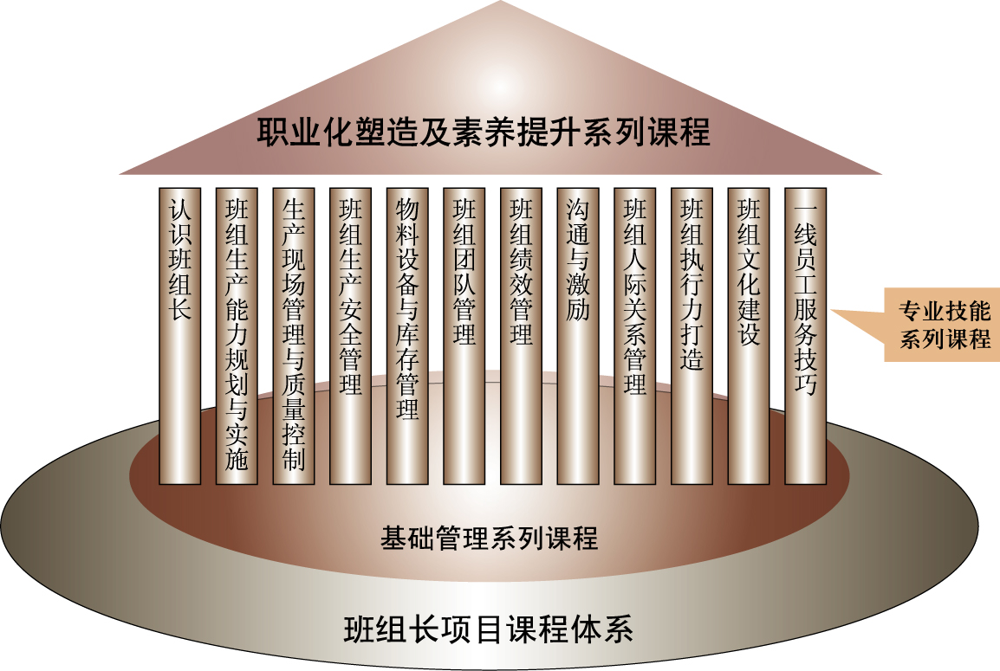 职业化塑造及素养提升系列课程
认识班组长
班组生产能力规划与实施
生产现场管理与质量控制
班组生产安全管理
物料设备与库存管理
班组团队管理
班组绩效管理
沟通与激励
班组人际关系管理
班组执行力打造
班组文化建设
一线员工服务技巧
专业技能
系列课程
基础管理系列课程
班组长项目课程体系